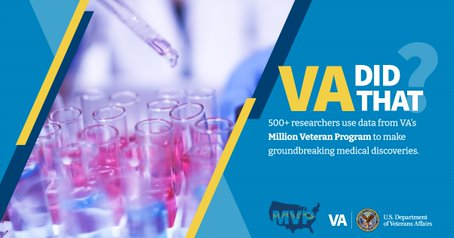 VA DID
THAT?
500+ researchers use data from VA's
Million Veteran Program to make
groundbreaking medical discoveries.
MVP
VA
U.S. Department
of Veterans Affairs